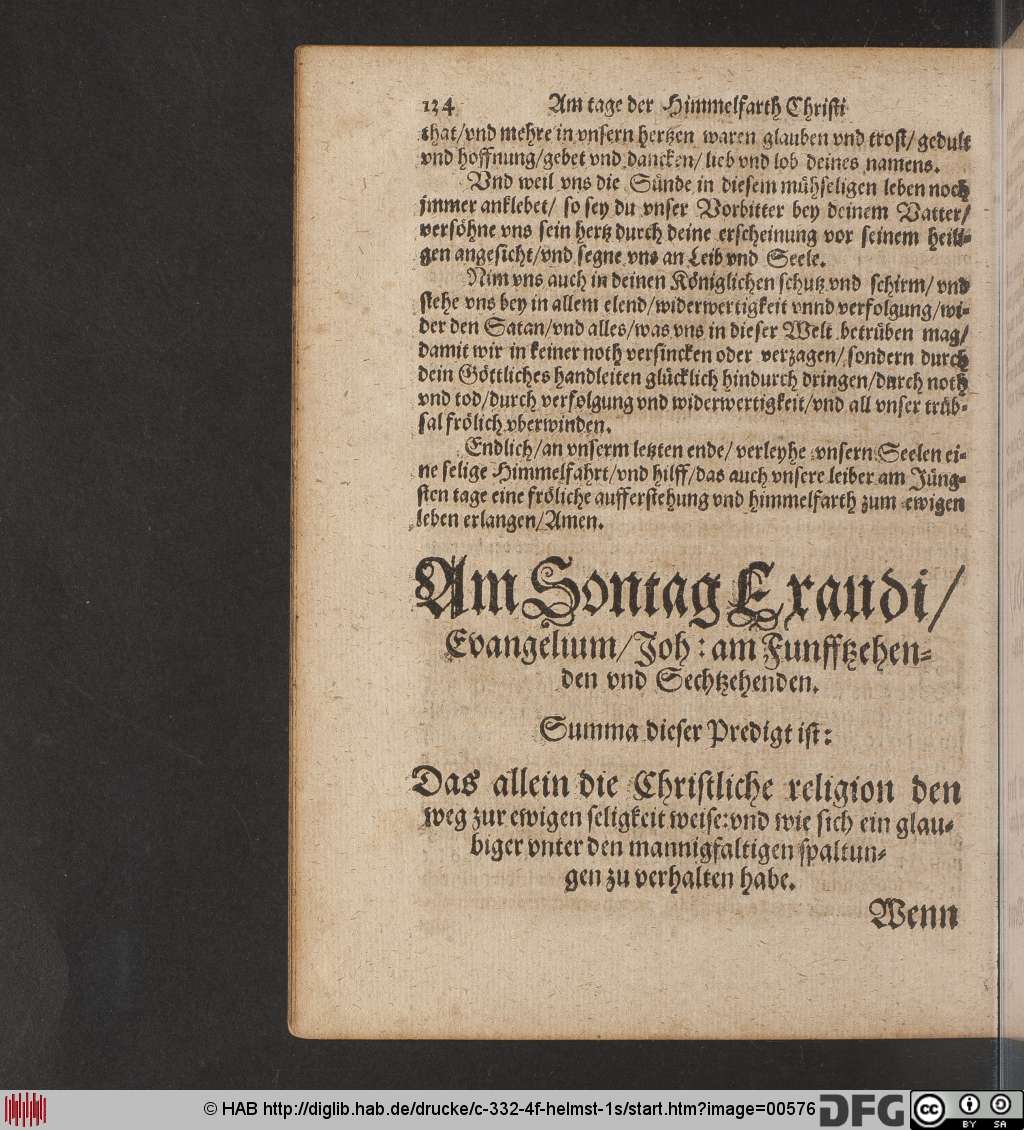 134 Am tage der Himmelfarth Christi
that/vnd mehre in vnsern hertzen waren glauben vnd trost/gedult
vnd hoffnung/gebet vnd dancken/lieb vnd lob deines namens.
Vnd weil vns die Sünde in diesem mühseligen leben noch
jmmer anklebet/ so sey du vnser Vorbitter bey deinem Vatter/
versöhne vns sein hertz durch deine erscheinung vor seinem heili-
gen angesicht/vnd segne vns an Leib vnd Seele.
Nim vns auch in deinen Königlichen schutz vnd schirm/vnd
stehe vns bey in allem elend/widerwertigkeit vnnd verfolgung/wi-
der den Satan/vnd alles/was vns in dieser Welt betrüben mag/
damit wir in keiner noth versincken oder verzagen/sondern durch
dein Göttliches handleiten glücklich hindurch dringen/durch noth
vnd tod/durch verfolgung vnd widerwertigkeit/vnd all vnser trüb-
sal frölich vberwinden.
Endlich/an vnserm letzten ende/verleyhe vnsern Seelen ei-
ne selige Himmelfahrt/vnd hilff/das auch vnsere leiber am Jüng-
sten tage eine fröliche aufferstehung vnd himmelfarth zum ewigen
leben erlangen/Amen.
Am Sontag Exaudi/
Evangelium/Joh: am Funfftzehen-
den vnd Sechtzehenden.
Summa dieser Predigt ist:
Das allein die Christliche religion den
weg zur ewigen seligkeit weise:vnd wie sich ein glau-
biger vnter den mannigfaltigen spaltun-
gen zu verhalten habe.
Wenn
© HAB http://diglib.hab.de/drucke/c-332-4f-helmst-1s/start.htm?image=00576
DFG
cc BY SA